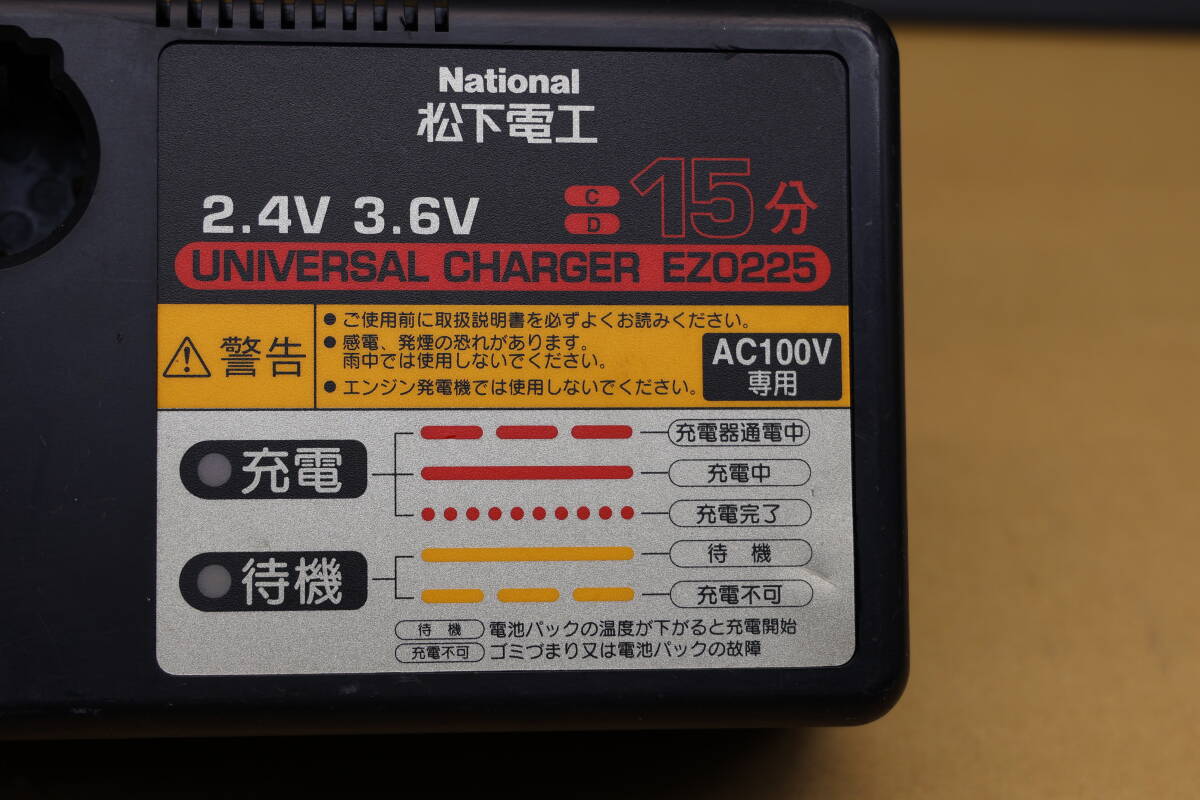 National
松下電工
2.4V 3.6V
C
D
15分
UNIVERSAL CHARGER EZ0225
警告
●ご使用前に取扱説明書を必ずよくお読みください。
●感電、発煙の恐れがあります。
雨中では使用しないでください。
●エンジン発電機では使用しないでください。
AC100V
専用
充電
充電器通電中
充電中
充電完了
待機
待 機
充電不可
待 機 電池パックの温度が下がると充電開始
充電不可 ゴミづまり又は電池パックの故障